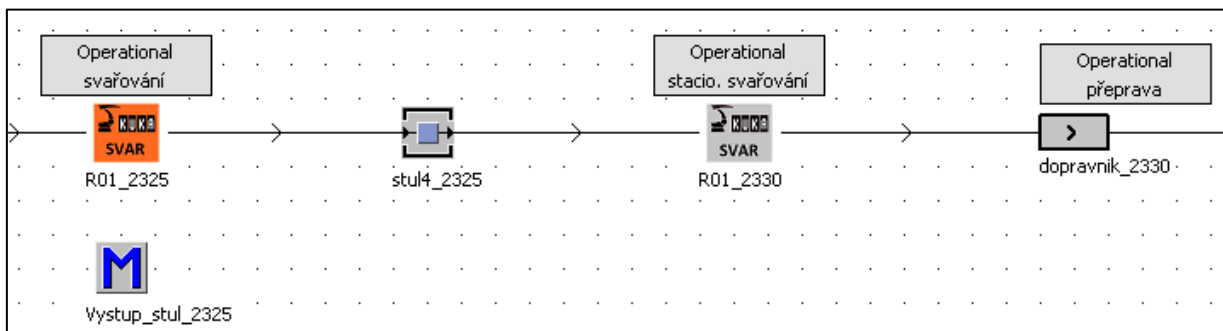 Operational
svařování
Operational
stacio. svařování
Operational
přeprava
KUKA
SVAR
R01_2325
stul4_2325
KUKA
SVAR
R01_2330
dopravnik_2330
M
Vystup_stul_2325